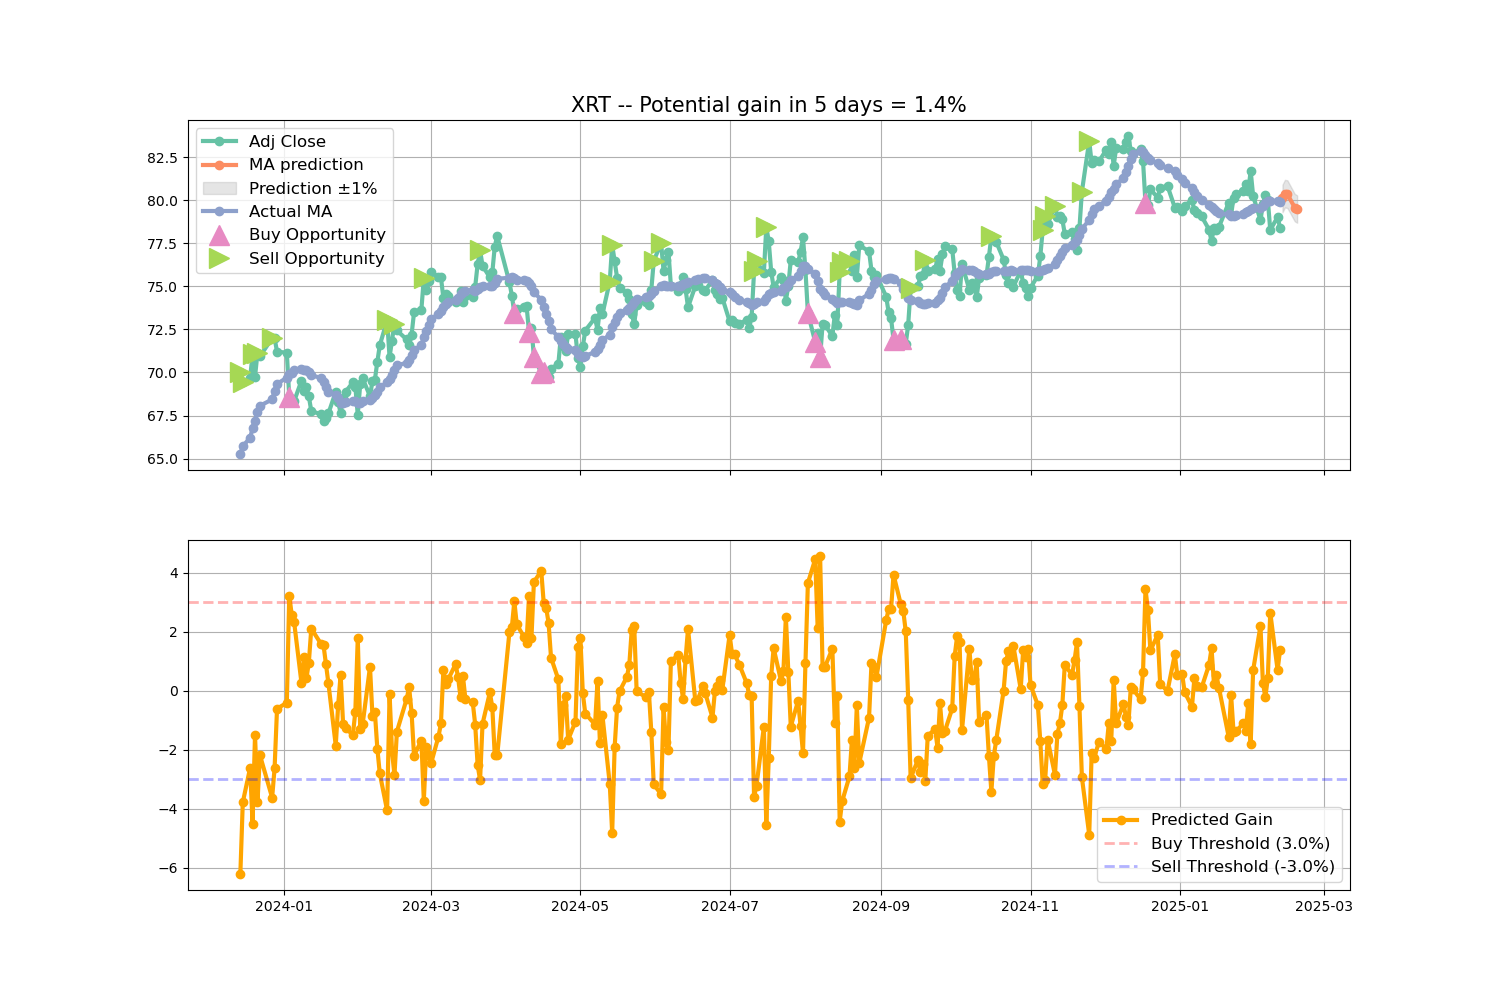 XRT -- Potential gain in 5 days = 1.4%
Adj Close
MA prediction
Prediction ±1%
Actual MA
Buy Opportunity
Sell Opportunity
82.5
80.0
77.5
75.0
72.5
70.0
67.5
65.0
4
2
0
−2
−4
−6
Predicted Gain
Buy Threshold (3.0%)
Sell Threshold (-3.0%)
2024-01 2024-03 2024-05 2024-07 2024-09 2024-11 2025-01 2025-03